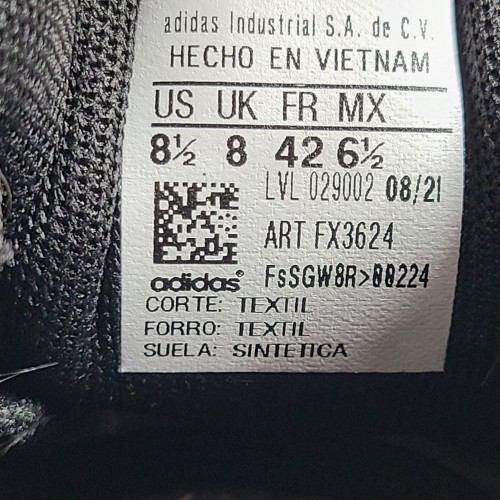 adidas Industrial S.A. de C.V.
HECHO EN VIETNAM
US UK FR MX
8½ 8 42 6½
LVL 029002 08/21
ART FX3624
adidas® FsSGW8R>00224
CORTE: TEXTIL
FORRO: TEXTIL
SUELA: SINTETICA